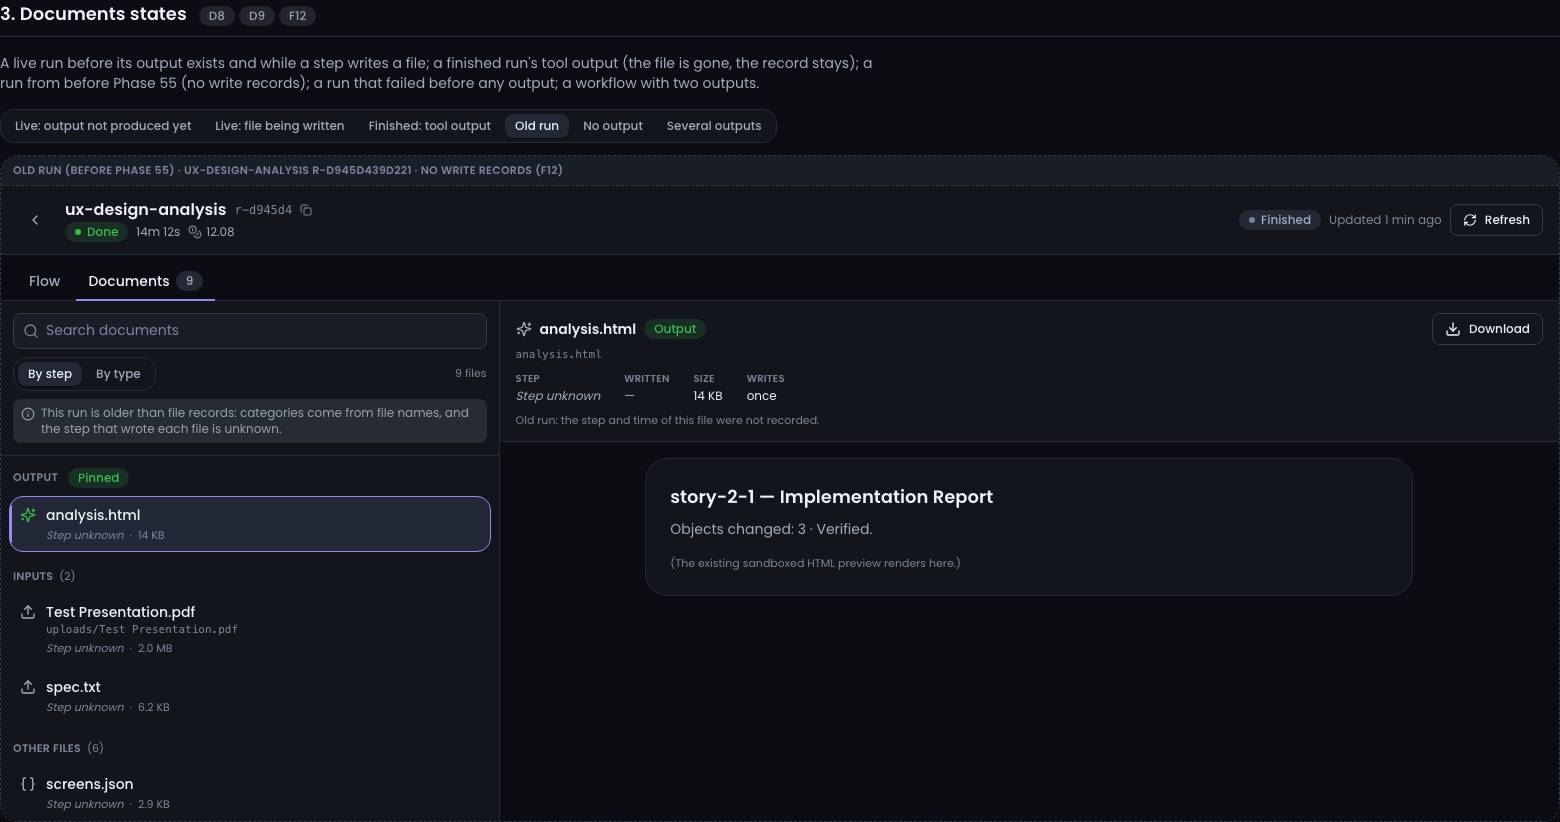 3. Documents states D8 D9 F12
A live run before its output exists and while a step writes a file; a finished run's tool output (the file is gone, the record stays); a
run from before Phase 55 (no write records); a run that failed before any output; a workflow with two outputs.
Live: output not produced yet Live: file being written Finished: tool output Old run No output Several outputs
OLD RUN (BEFORE PHASE 55) · UX-DESIGN-ANALYSIS R-D945D439D221 · NO WRITE RECORDS (F12)
ux-design-analysis r-d945d4
Done 14m 12s 12.08
Finished Updated 1 min ago Refresh
Flow Documents 9
Search documents
By step By type 9 files
This run is older than file records: categories come from file names, and
the step that wrote each file is unknown.
OUTPUT Pinned
analysis.html
Step unknown · 14 KB
INPUTS (2)
Test Presentation.pdf
uploads/Test Presentation.pdf
Step unknown · 2.0 MB
spec.txt
Step unknown · 6.2 KB
OTHER FILES (6)
screens.json
Step unknown · 2.9 KB
analysis.html Output Download
analysis.html
STEP WRITTEN SIZE WRITES
Step unknown — 14 KB once
Old run: the step and time of this file were not recorded.
story-2-1 — Implementation Report
Objects changed: 3 · Verified.
(The existing sandboxed HTML preview renders here.)